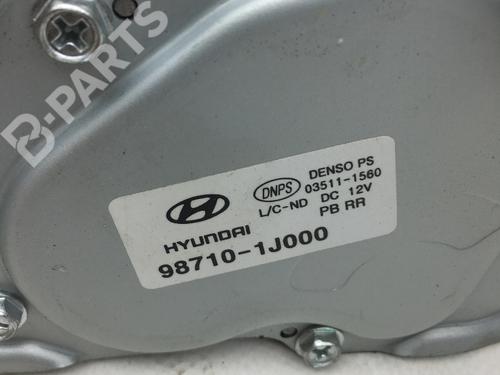 B-PARTS
DENSO PS
DNPS 03511-1560
L/C-ND DC 12V
PB RR
HYUNDAI
98710-1J000